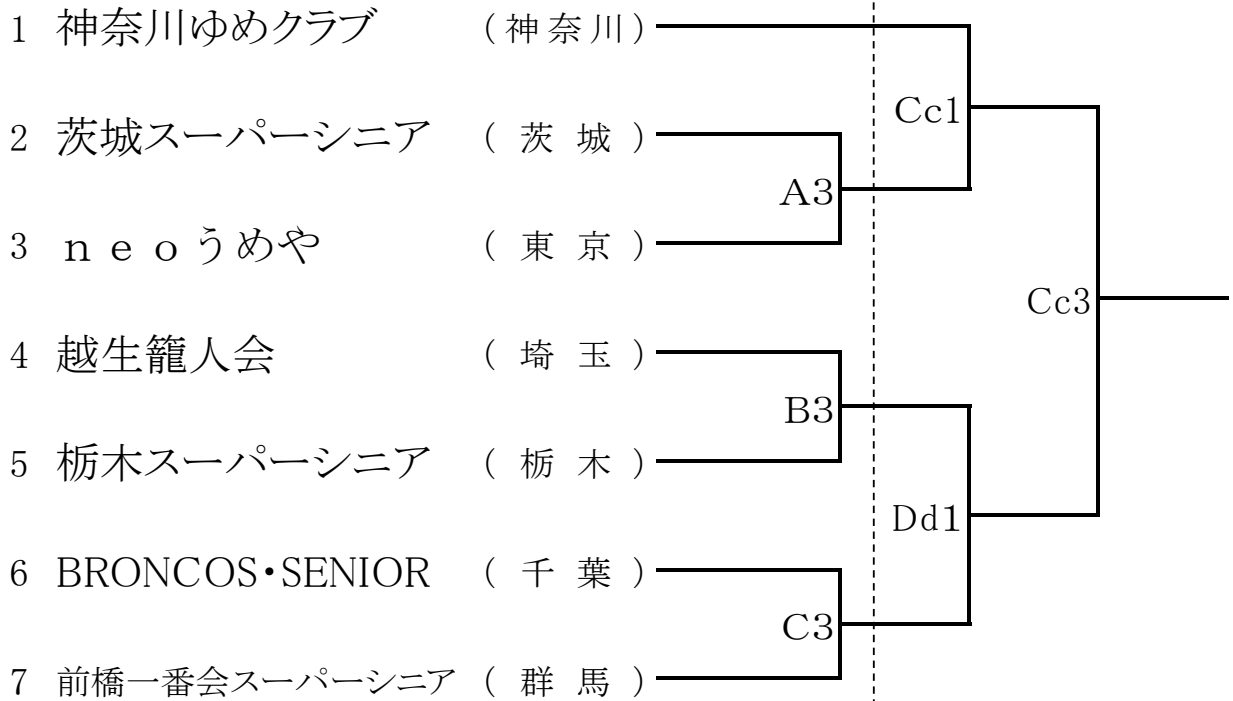 1 神奈川ゆめクラブ (神奈川)
Cc1
2 茨城スーパーシニア ( 茨 城 )
A3
3 ｎｅｏうめや ( 東 京 )
Cc3
4 越生籠人会 ( 埼 玉 )
B3
5 栃木スーパーシニア ( 栃 木 )
Dd1
6 BRONCOS・SENIOR ( 千 葉 )
C3
7 前橋一番会スーパーシニア ( 群 馬 )